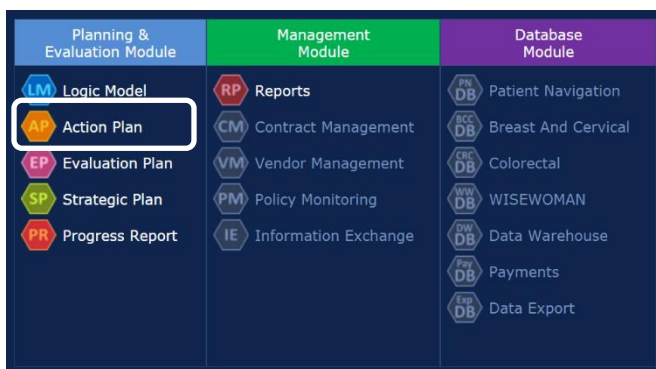 Planning &
Evaluation Module
LM Logic Model
AP Action Plan
EP Evaluation Plan
SP Strategic Plan
PR Progress Report
Management
Module
RP Reports
CM Contract Management
VM Vendor Management
PM Policy Monitoring
IE Information Exchange
Database
Module
PN
DB Patient Navigation
BCC
DB Breast And Cervical
CRC
DB Colorectal
WW
DB WISEWOMAN
DW
DB Data Warehouse
Pay
DB Payments
Exp
DB Data Export